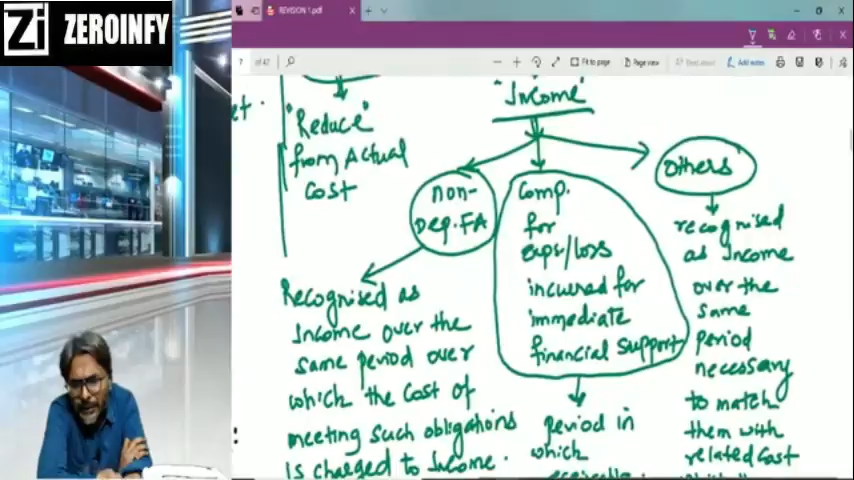 Zi ZEROINFY
REVISION 1.pdf
7 of 47
Fit to page
Page view
Add notes
"Income"
"Reduce"
from Actual
Cost
non-
Dep. FA
Comp.
for
exps/loss
incurred for
immediate
financial support
others
recognised
as Income
over the
same
period
necessary
to match
them with
related cost
Recognised as
Income over the
same period over
which the cost of
meeting such obligations
is charged to Income.
period in
which